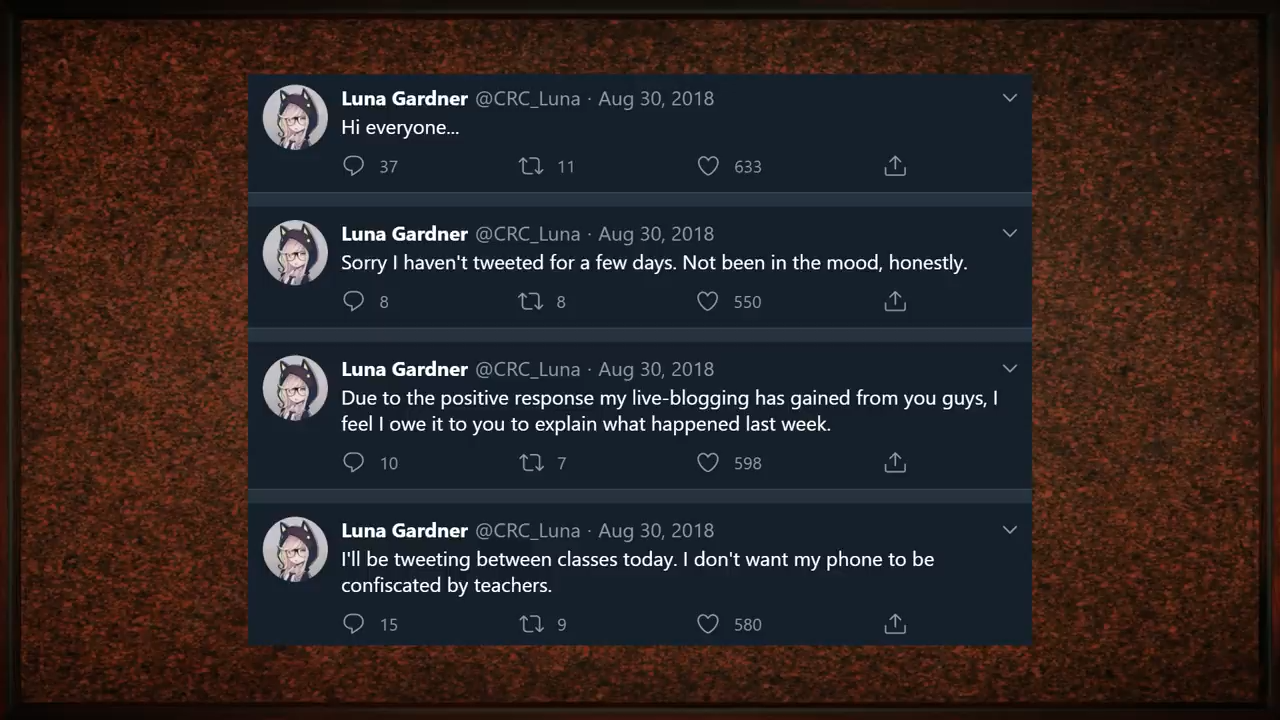 Luna Gardner @CRC_Luna · Aug 30, 2018
Hi everyone...
37 11 633
Luna Gardner @CRC_Luna · Aug 30, 2018
Sorry I haven't tweeted for a few days. Not been in the mood, honestly.
8 8 550
Luna Gardner @CRC_Luna · Aug 30, 2018
Due to the positive response my live-blogging has gained from you guys, I
feel I owe it to you to explain what happened last week.
10 7 598
Luna Gardner @CRC_Luna · Aug 30, 2018
I'll be tweeting between classes today. I don't want my phone to be
confiscated by teachers.
15 9 580